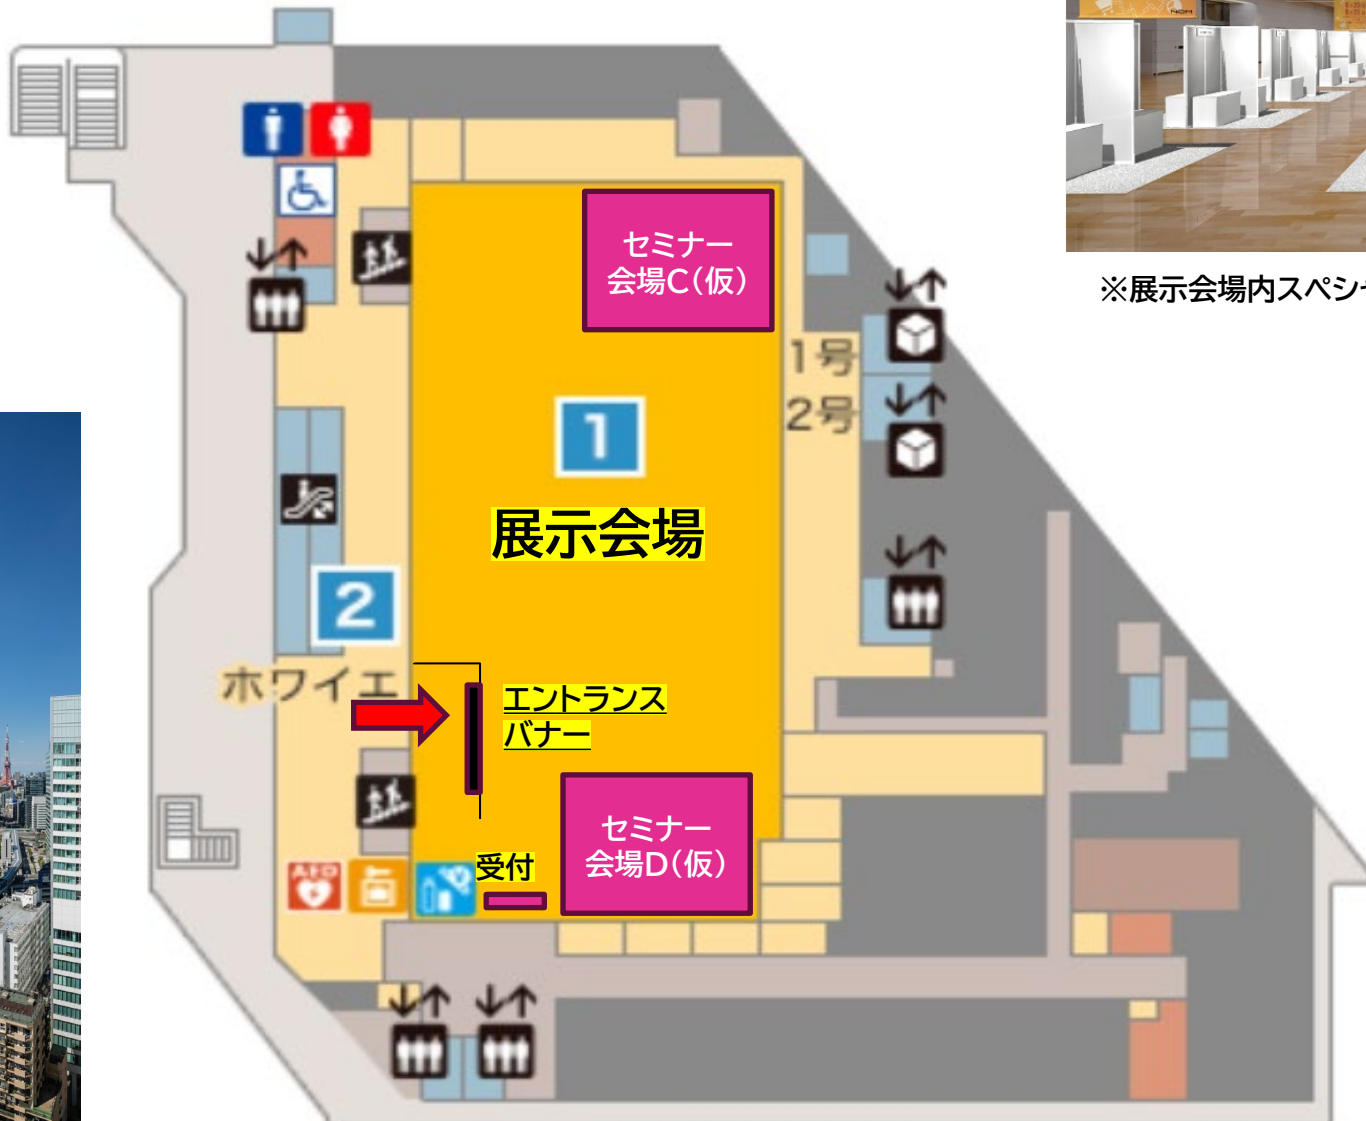 ※展示会場内スペシ
セミナー
会場C(仮)
1号
2号
1
展示会場
2
ホワイエ
エントランス
バナー
セミナー
会場D(仮)
AED
受付